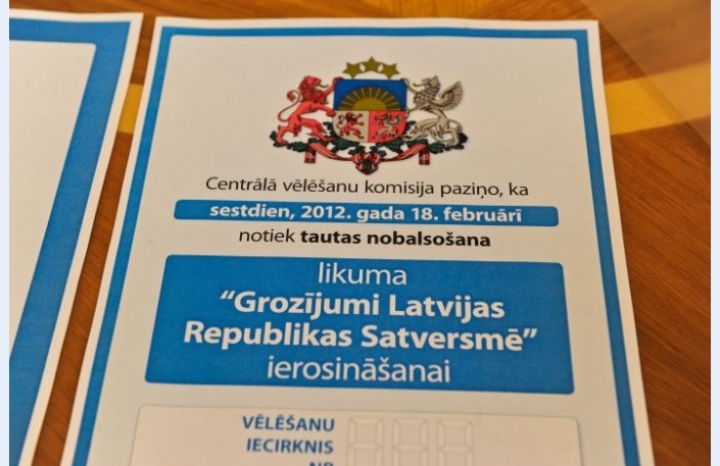 Centrālā vēlēšanu komisija paziņo, ka
sestdien, 2012. gada 18. februārī
notiek tautas nobalsošana
likuma
“Grozījumi Latvijas
Republikas Satversmē”
ierosināšanai
VĒLĒŠANU
IECIRKNIS
NR